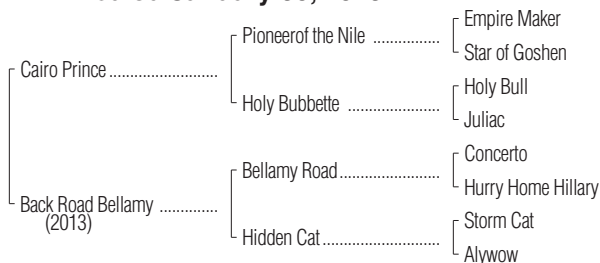 Cairo Prince ........................
Pioneerof the Nile ...............
Empire Maker
Star of Goshen
Holy Bubbette .....................
Holy Bull
Juliac
Back Road Bellamy .............
(2013)
Bellamy Road.......................
Concerto
Hurry Home Hillary
Hidden Cat...........................
Storm Cat
Alywow